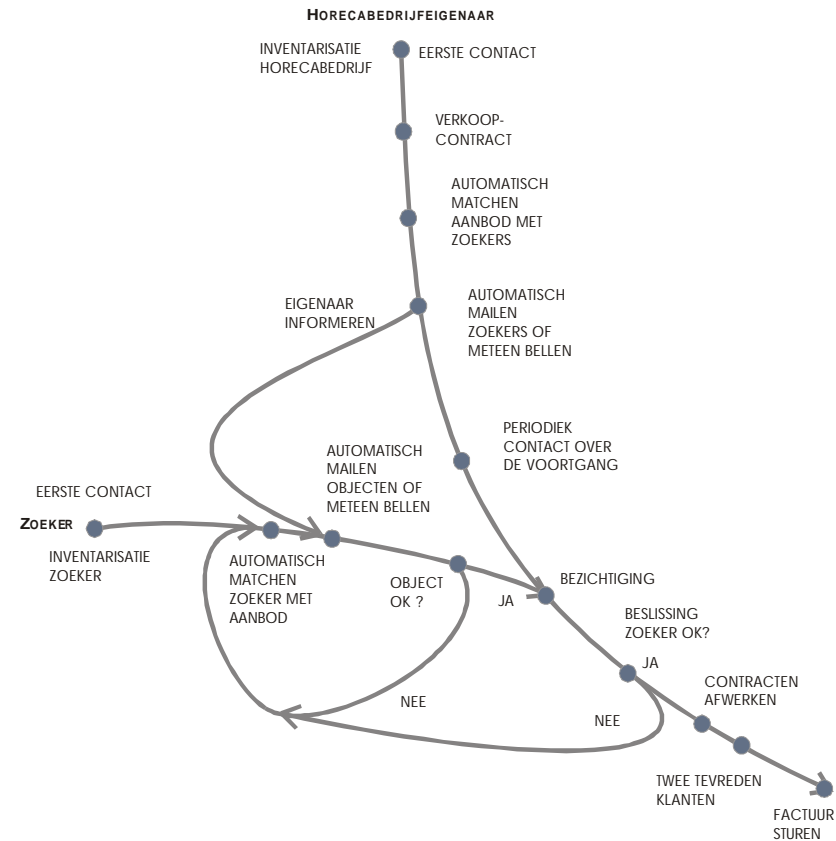 HORECABEDRIJFEIGENAAR
INVENTARISATIE
HORECABEDRIJF
EERSTE CONTACT
VERKOOP-
CONTRACT
AUTOMATISCH
MATCHEN
AANBOD MET
ZOEKERS
EIGENAAR
INFORMEREN
AUTOMATISCH
MAILEN
ZOEKERS OF
METEEN BELLEN
PERIODIEK
CONTACT OVER
DE VOORTGANG
AUTOMATISCH
MAILEN
OBJECTEN OF
METEEN BELLEN
EERSTE CONTACT
ZOEKER
INVENTARISATIE
ZOEKER
AUTOMATISCH
MATCHEN
ZOEKER MET
AANBOD
OBJECT
OK ?
JA
BEZICHTIGING
BESLISSING
ZOEKER OK?
JA
NEE
NEE
CONTRACTEN
AFWERKEN
TWEE TEVREDEN
KLANTEN
FACTUUR
STUREN